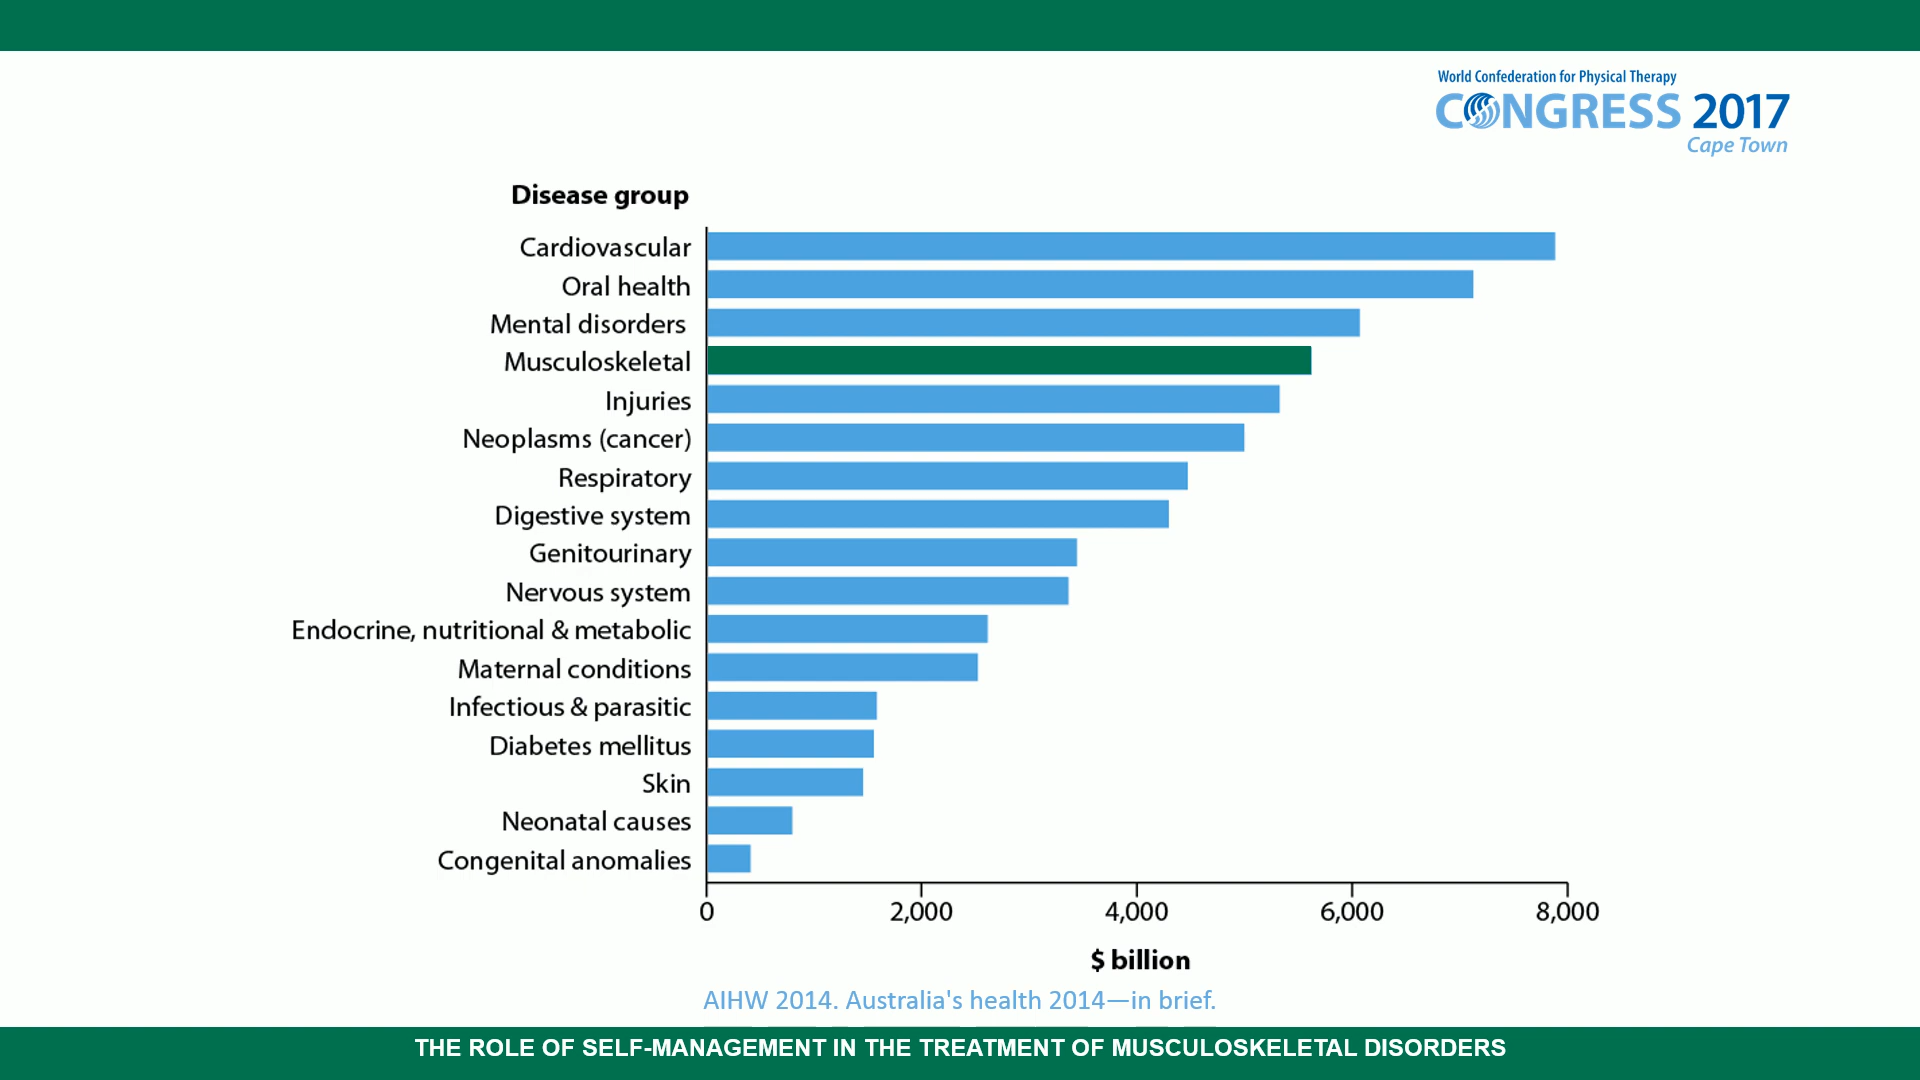 World Confederation for Physical Therapy
CONGRESS 2017
Cape Town
Disease group
Cardiovascular
Oral health
Mental disorders
Musculoskeletal
Injuries
Neoplasms (cancer)
Respiratory
Digestive system
Genitourinary
Nervous system
Endocrine, nutritional & metabolic
Maternal conditions
Infectious & parasitic
Diabetes mellitus
Skin
Neonatal causes
Congenital anomalies
0 2,000 4,000 6,000 8,000
$ billion
AIHW 2014. Australia's health 2014—in brief.
THE ROLE OF SELF-MANAGEMENT IN THE TREATMENT OF MUSCULOSKELETAL DISORDERS